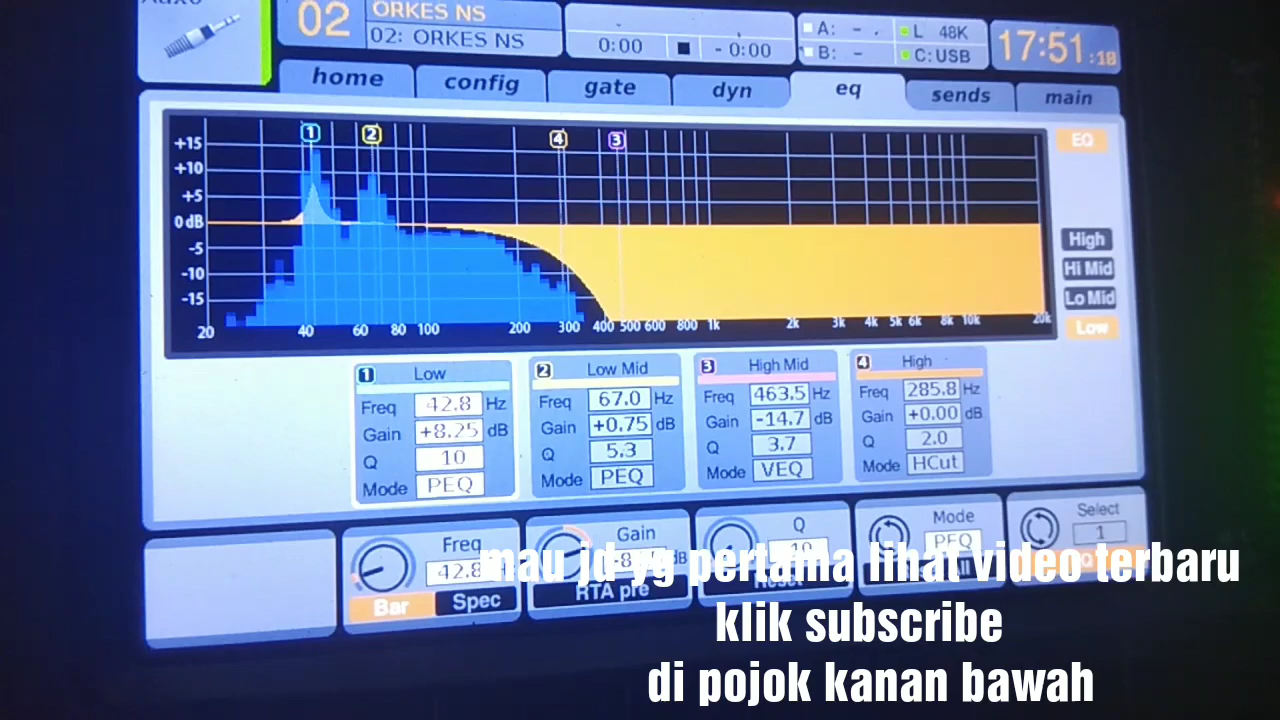 02
ORKES NS
02: ORKES NS
0:00 - 0:00
A: - . L 48K
B: - C: USB
17:51:18
home config gate dyn eq sends main
1 2 4 3
+15
+10
+5
0 dB
-5
-10
-15
20 40 60 80 100 200 300 400 500 600 800 1k 2k 3k 4k 5k 6k 8k 10k 20k
EQ
High
Hi Mid
Lo Mid
Low
1 Low
Freq 42.8 Hz
Gain +8.25 dB
Q 10
Mode PEQ
2 Low Mid
Freq 67.0 Hz
Gain +0.75 dB
Q 5.3
Mode PEQ
3 High Mid
Freq 463.5 Hz
Gain -14.7 dB
Q 3.7
Mode VEQ
4 High
Freq 285.8 Hz
Gain +0.00 dB
Q 2.0
Mode HCut
Freq
42.8
Bar Spec
Gain
RTA pre
Q
10
Reset
Mode
PEQ
Select
1
mau jd yg pertama lihat video terbaru
klik subscribe
di pojok kanan bawah